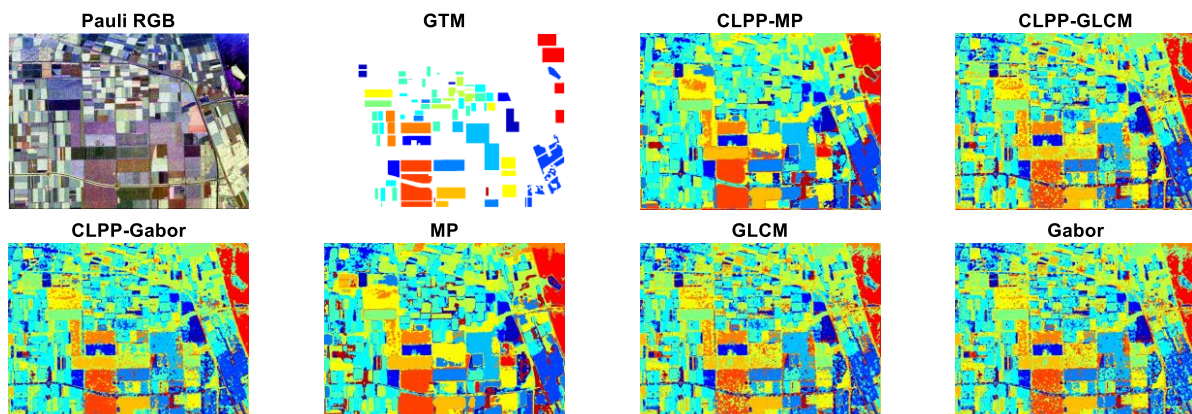 Pauli RGB
GTM
CLPP-MP
CLPP-GLCM
CLPP-Gabor
MP
GLCM
Gabor